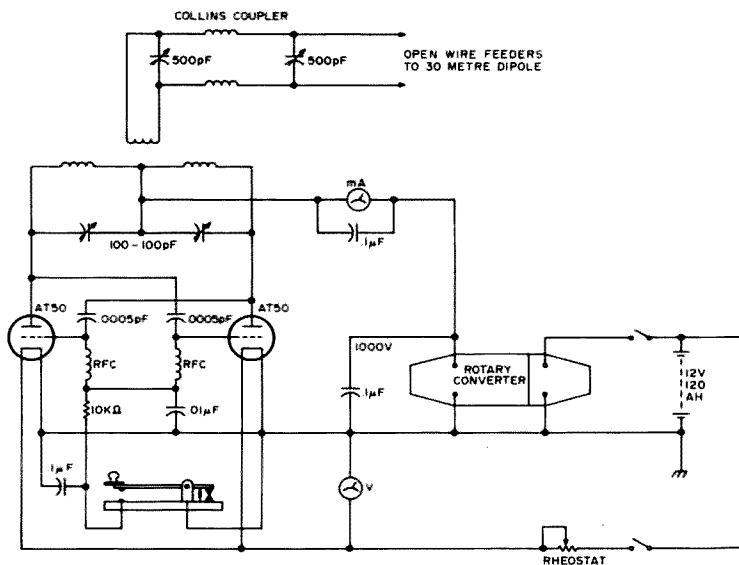 COLLINS COUPLER
500pF
500pF
OPEN WIRE FEEDERS
TO 30 METRE DIPOLE
mA
.1μF
100-100pF
AT50
.0005pF
.0005pF
AT50
RFC
RFC
1000V
ROTARY
CONVERTER
12V
120
AH
.1μF
10KΩ
.01μF
.1μF
V
RHEOSTAT